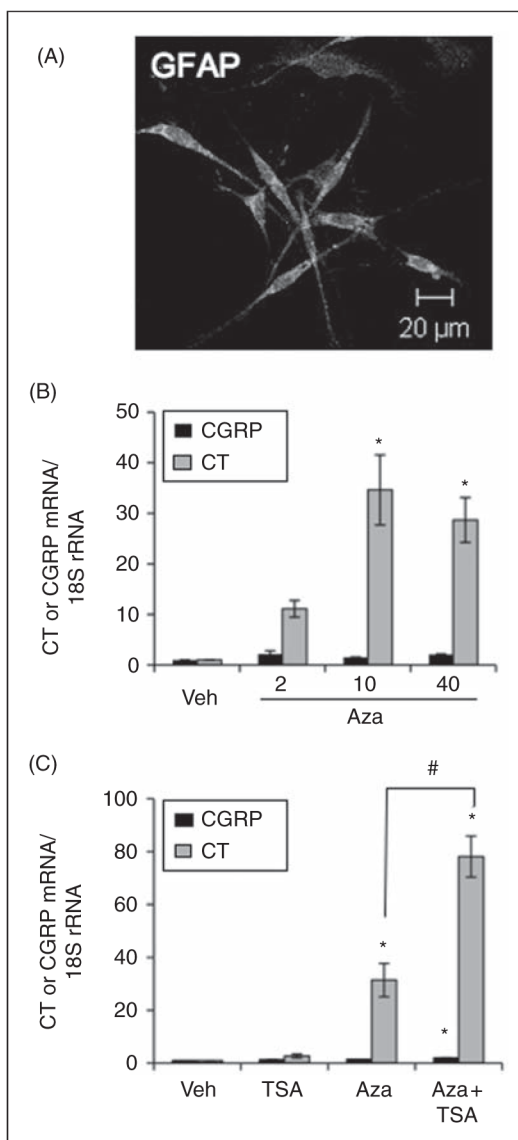 (A)
GFAP
20 µm
(B)
CT or CGRP mRNA/
18S rRNA
50
40
30
20
10
0
CGRP
CT
*
*
Veh
2
10
40
Aza
(C)
CT or CGRP mRNA/
18S rRNA
100
80
60
40
20
0
CGRP
CT
#
*
*
*
Veh
TSA
Aza
Aza+
TSA